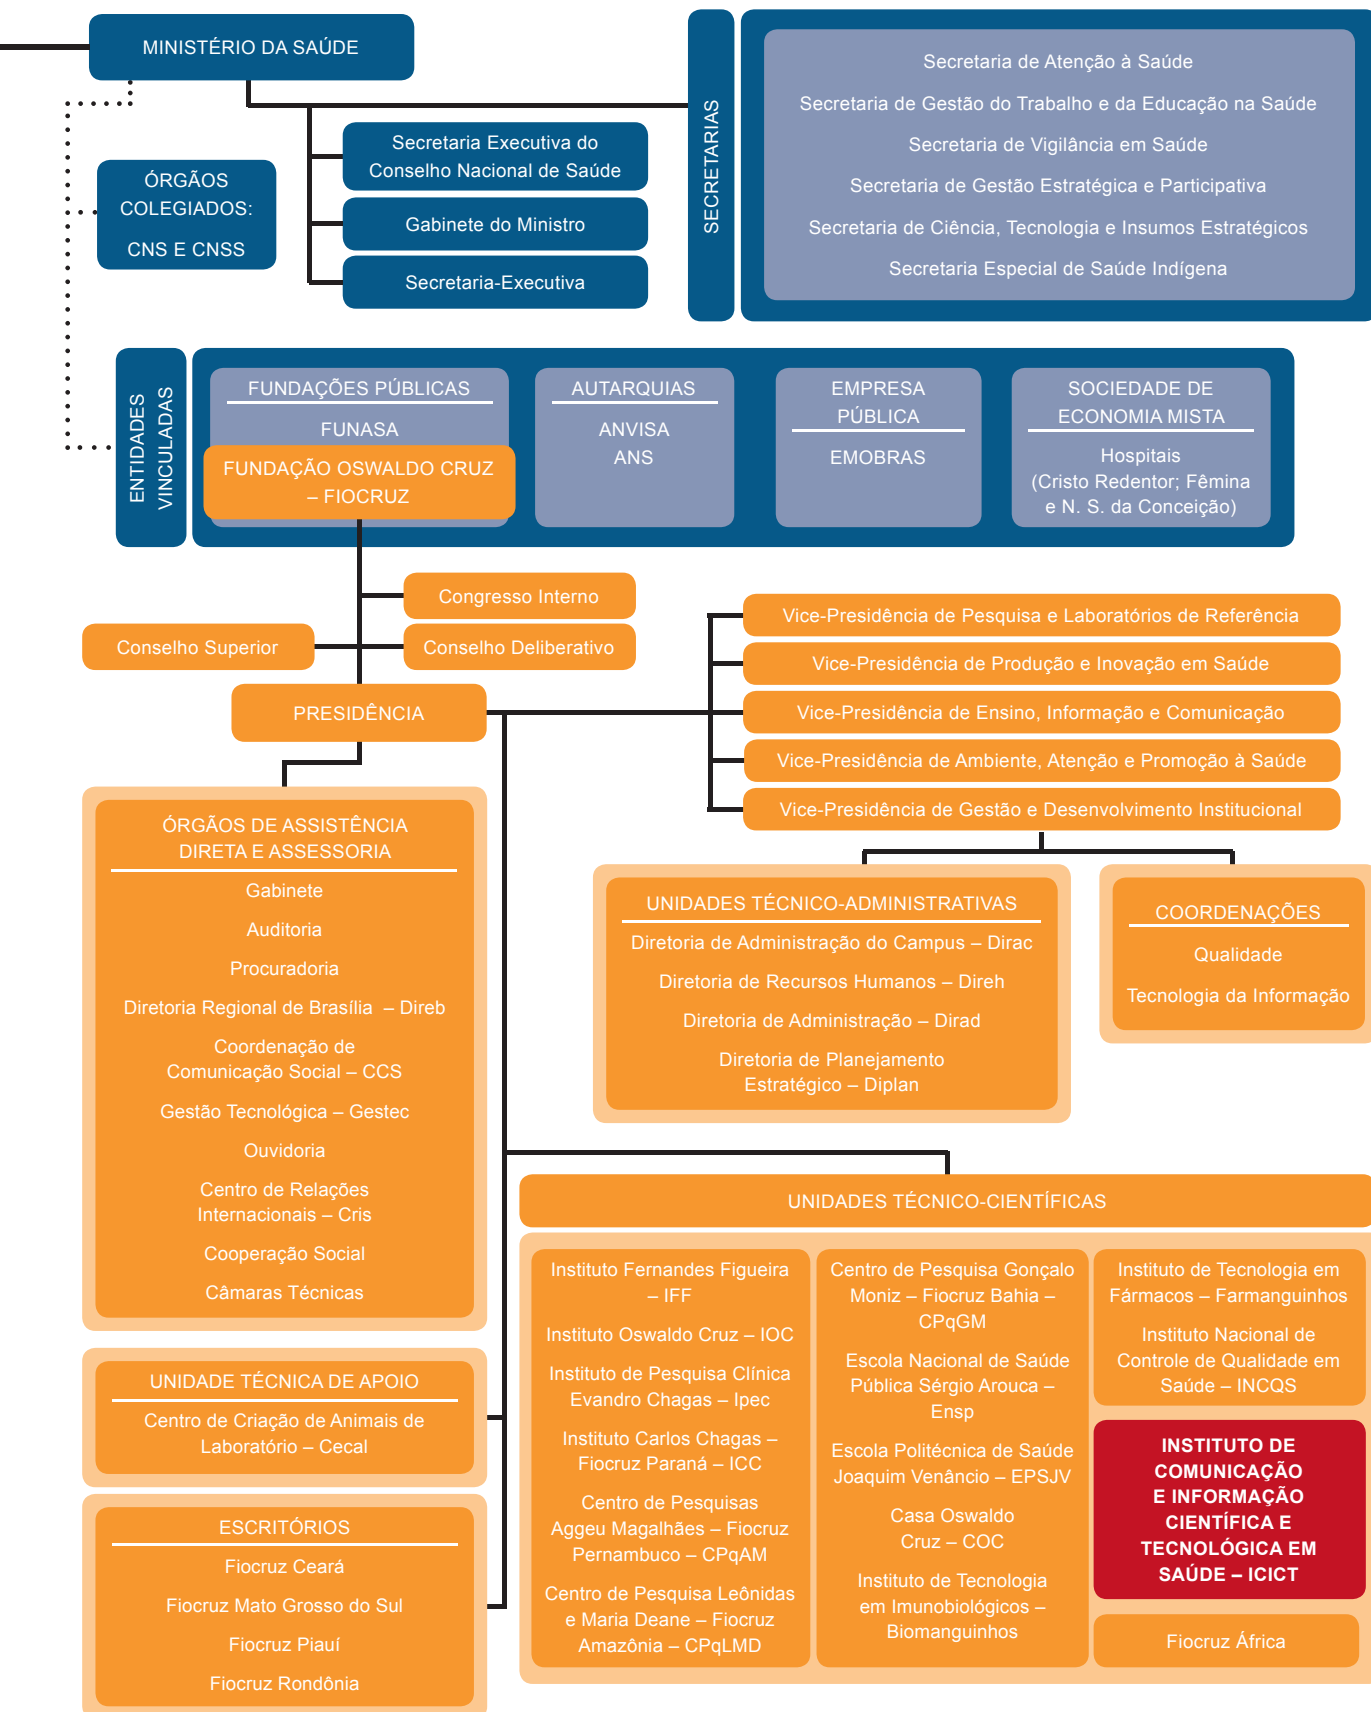 MINISTÉRIO DA SAÚDE
ÓRGÃOS
COLEGIADOS:
CNS E CNSS
Secretaria Executiva do
Conselho Nacional de Saúde
Gabinete do Ministro
Secretaria-Executiva
SECRETARIAS
Secretaria de Atenção à Saúde
Secretaria de Gestão do Trabalho e da Educação na Saúde
Secretaria de Vigilância em Saúde
Secretaria de Gestão Estratégica e Participativa
Secretaria de Ciência, Tecnologia e Insumos Estratégicos
Secretaria Especial de Saúde Indígena
ENTIDADES
VINCULADAS
FUNDAÇÕES PÚBLICAS
FUNASA
FUNDAÇÃO OSWALDO CRUZ
– FIOCRUZ
AUTARQUIAS
ANVISA
ANS
EMPRESA
PÚBLICA
EMOBRAS
SOCIEDADE DE
ECONOMIA MISTA
Hospitais
(Cristo Redentor; Fêmina
e N. S. da Conceição)
Congresso Interno
Conselho Superior
Conselho Deliberativo
PRESIDÊNCIA
Vice-Presidência de Pesquisa e Laboratórios de Referência
Vice-Presidência de Produção e Inovação em Saúde
Vice-Presidência de Ensino, Informação e Comunicação
Vice-Presidência de Ambiente, Atenção e Promoção à Saúde
Vice-Presidência de Gestão e Desenvolvimento Institucional
ÓRGÃOS DE ASSISTÊNCIA
DIRETA E ASSESSORIA
Gabinete
Auditoria
Procuradoria
Diretoria Regional de Brasília – Direb
Coordenação de
Comunicação Social – CCS
Gestão Tecnológica – Gestec
Ouvidoria
Centro de Relações
Internacionais – Cris
Cooperação Social
Câmaras Técnicas
UNIDADES TÉCNICO-ADMINISTRATIVAS
Diretoria de Administração do Campus – Dirac
Diretoria de Recursos Humanos – Direh
Diretoria de Administração – Dirad
Diretoria de Planejamento
Estratégico – Diplan
COORDENAÇÕES
Qualidade
Tecnologia da Informação
UNIDADE TÉCNICA DE APOIO
Centro de Criação de Animais de
Laboratório – Cecal
ESCRITÓRIOS
Fiocruz Ceará
Fiocruz Mato Grosso do Sul
Fiocruz Piauí
Fiocruz Rondônia
UNIDADES TÉCNICO-CIENTÍFICAS
Instituto Fernandes Figueira
– IFF
Instituto Oswaldo Cruz – IOC
Instituto de Pesquisa Clínica
Evandro Chagas – Ipec
Instituto Carlos Chagas –
Fiocruz Paraná – ICC
Centro de Pesquisas
Aggeu Magalhães – Fiocruz
Pernambuco – CPqAM
Centro de Pesquisa Leônidas
e Maria Deane – Fiocruz
Amazônia – CPqLMD
Centro de Pesquisa Gonçalo
Moniz – Fiocruz Bahia –
CPqGM
Escola Nacional de Saúde
Pública Sérgio Arouca –
Ensp
Escola Politécnica de Saúde
Joaquim Venâncio – EPSJV
Casa Oswaldo
Cruz – COC
Instituto de Tecnologia
em Imunobiológicos –
Biomanguinhos
Instituto de Tecnologia em
Fármacos – Farmanguinhos
Instituto Nacional de
Controle de Qualidade em
Saúde – INCQS
INSTITUTO DE
COMUNICAÇÃO
E INFORMAÇÃO
CIENTÍFICA E
TECNOLÓGICA EM
SAÚDE – ICICT
Fiocruz África